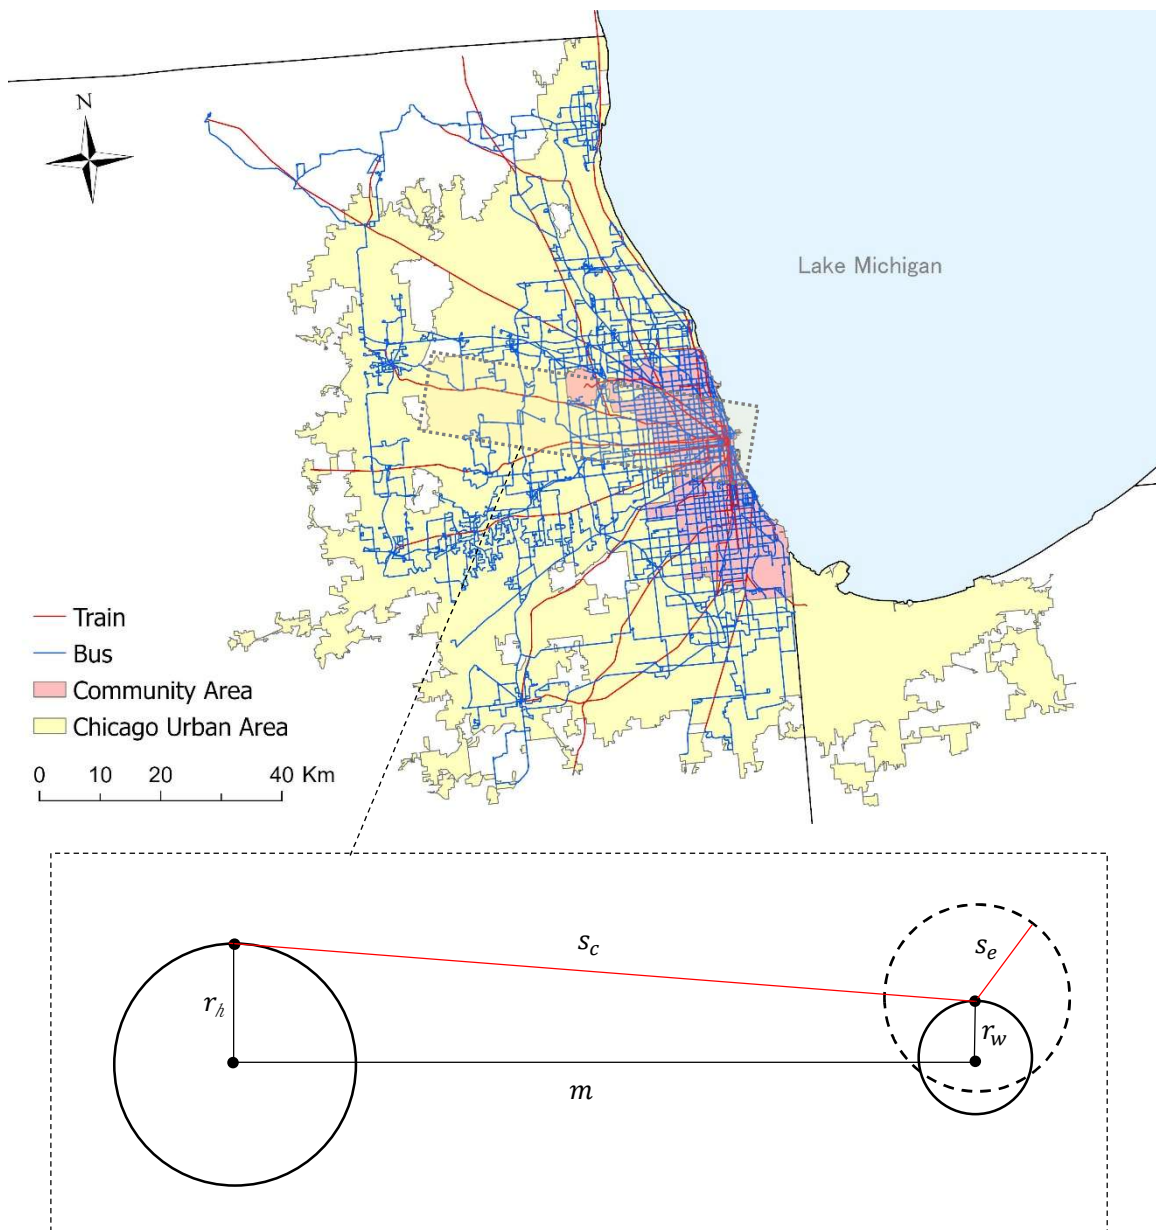 N
Lake Michigan
Train
Bus
Community Area
Chicago Urban Area
0 10 20 40 Km
s_c
s_e
r_h
r_w
m